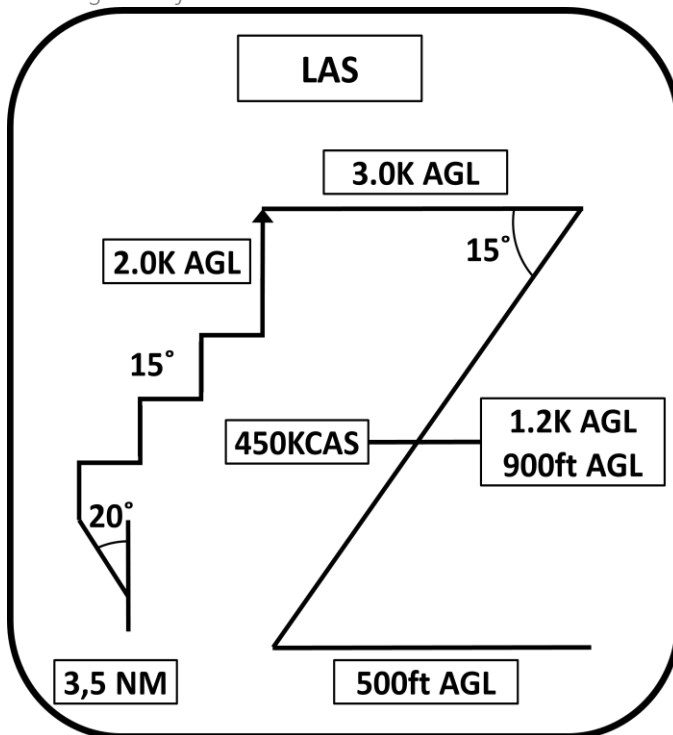 LAS
3.0K AGL
15°
2.0K AGL
15°
450KCAS
1.2K AGL
900ft AGL
20°
3,5 NM
500ft AGL